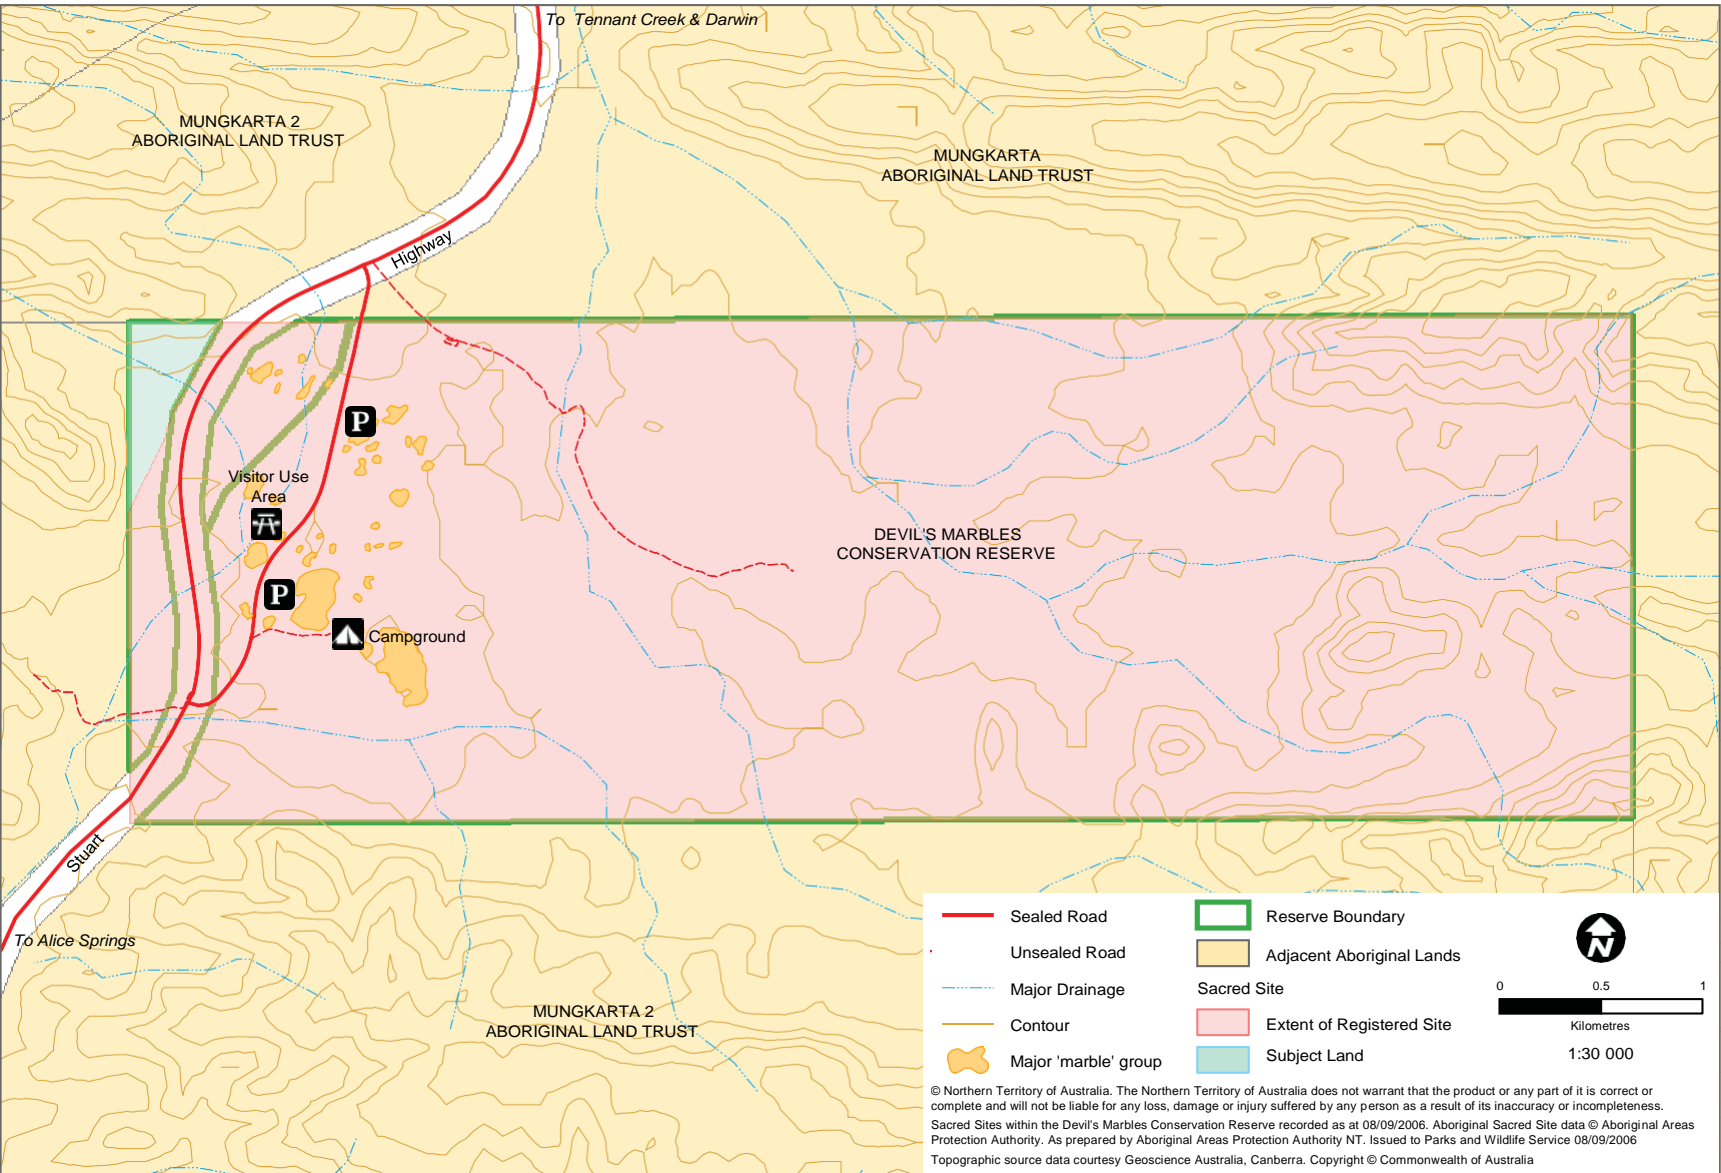 To Tennant Creek & Darwin
MUNGKARTA 2
ABORIGINAL LAND TRUST
MUNGKARTA
ABORIGINAL LAND TRUST
Highway
P
Visitor Use
Area
DEVIL'S MARBLES
CONSERVATION RESERVE
P
Campground
Stuart
To Alice Springs
MUNGKARTA 2
ABORIGINAL LAND TRUST
Sealed Road
Unsealed Road
Major Drainage
Contour
Major 'marble' group
Reserve Boundary
Adjacent Aboriginal Lands
Sacred Site
Extent of Registered Site
Subject Land
N
0 0.5 1
Kilometres
1:30 000
© Northern Territory of Australia. The Northern Territory of Australia does not warrant that the product or any part of it is correct or
complete and will not be liable for any loss, damage or injury suffered by any person as a result of its inaccuracy or incompleteness.
Sacred Sites within the Devil's Marbles Conservation Reserve recorded as at 08/09/2006. Aboriginal Sacred Site data © Aboriginal Areas
Protection Authority. As prepared by Aboriginal Areas Protection Authority NT. Issued to Parks and Wildlife Service 08/09/2006
Topographic source data courtesy Geoscience Australia, Canberra. Copyright © Commonwealth of Australia